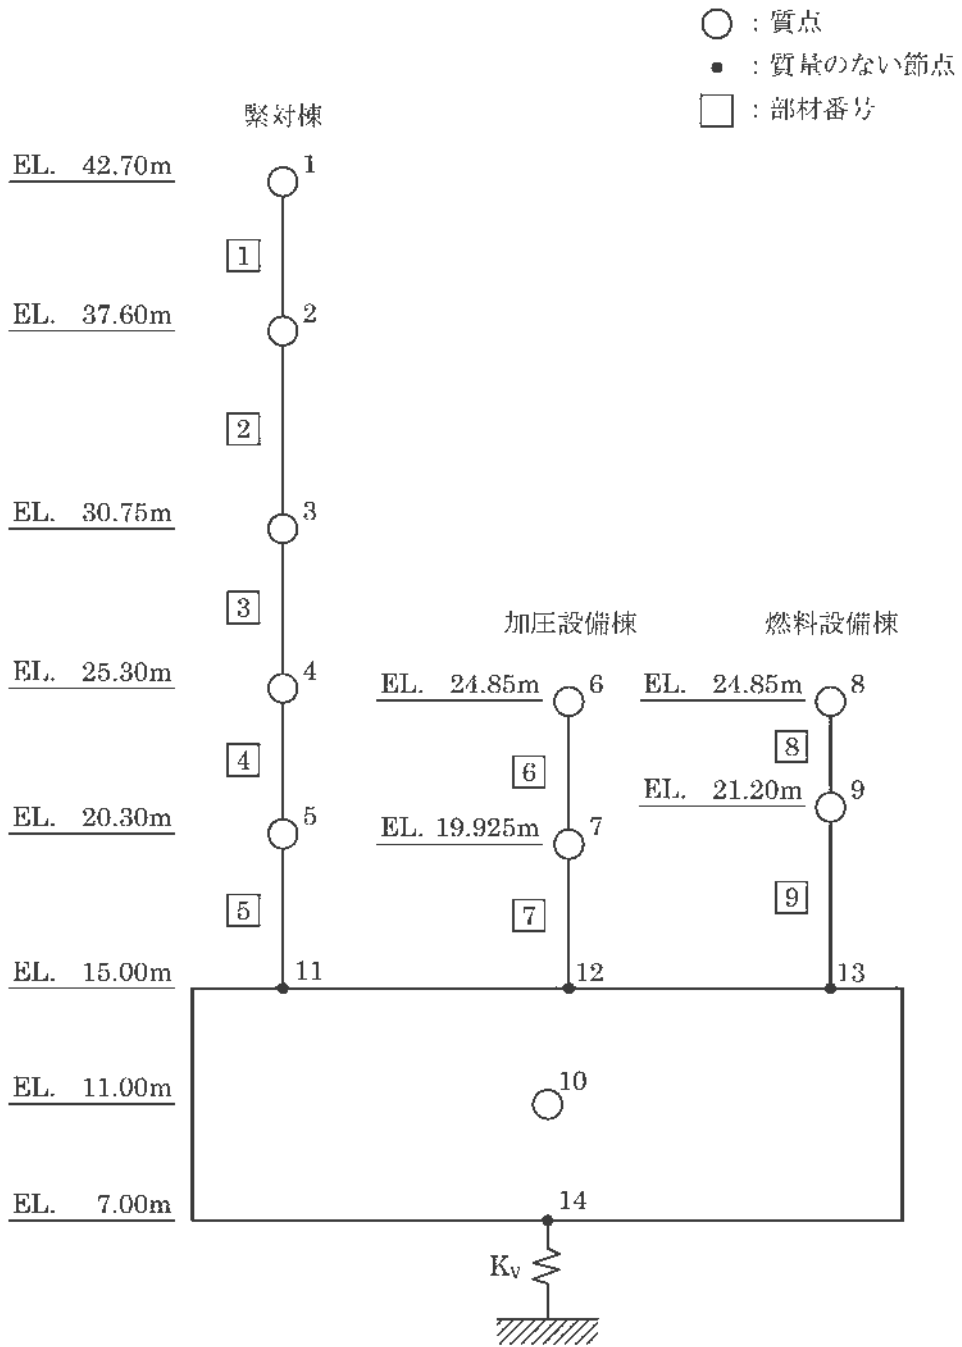 ○ : 質点
● : 質量のない節点
□ : 部材番号
緊対棟
EL. 42.70m
1
1
EL. 37.60m
2
2
EL. 30.75m
3
3
加圧設備棟
燃料設備棟
EL. 25.30m
4
EL. 24.85m
6
EL. 24.85m
8
4
6
8
EL. 21.20m
9
EL. 20.30m
5
EL. 19.925m
7
5
7
9
EL. 15.00m
11
12
13
EL. 11.00m
10
EL. 7.00m
14
Kv